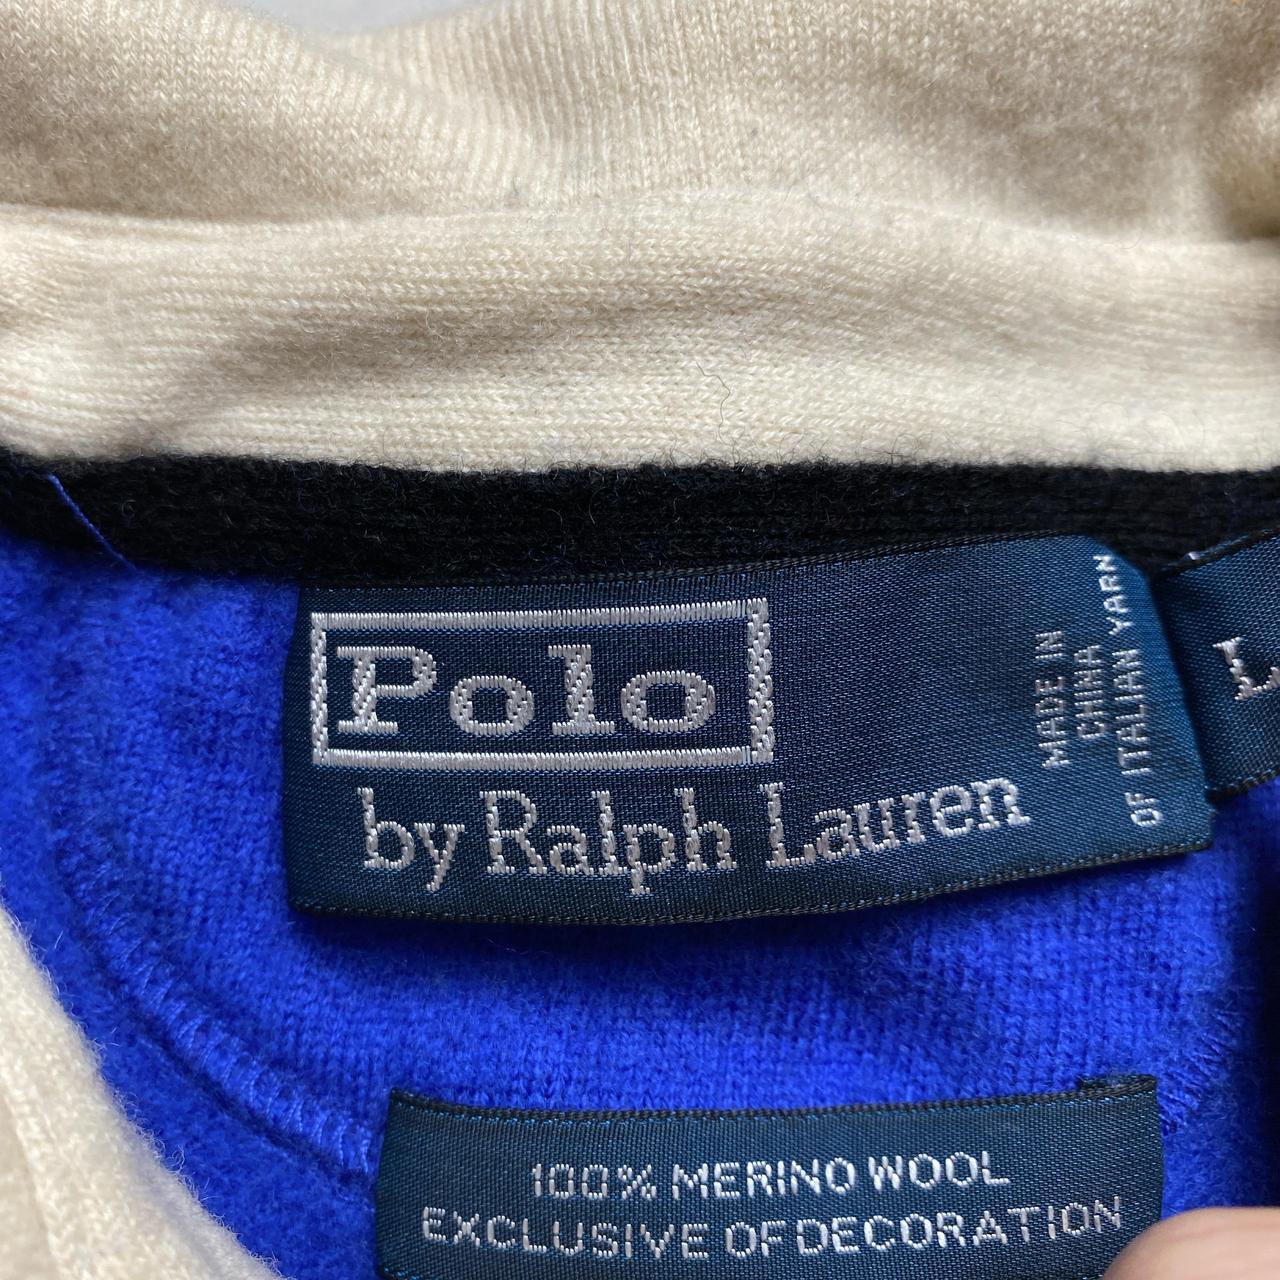 Polo
by Ralph Lauren
MADE IN
CHINA
OF ITALIAN YARN
L
100% MERINO WOOL
EXCLUSIVE OF DECORATION